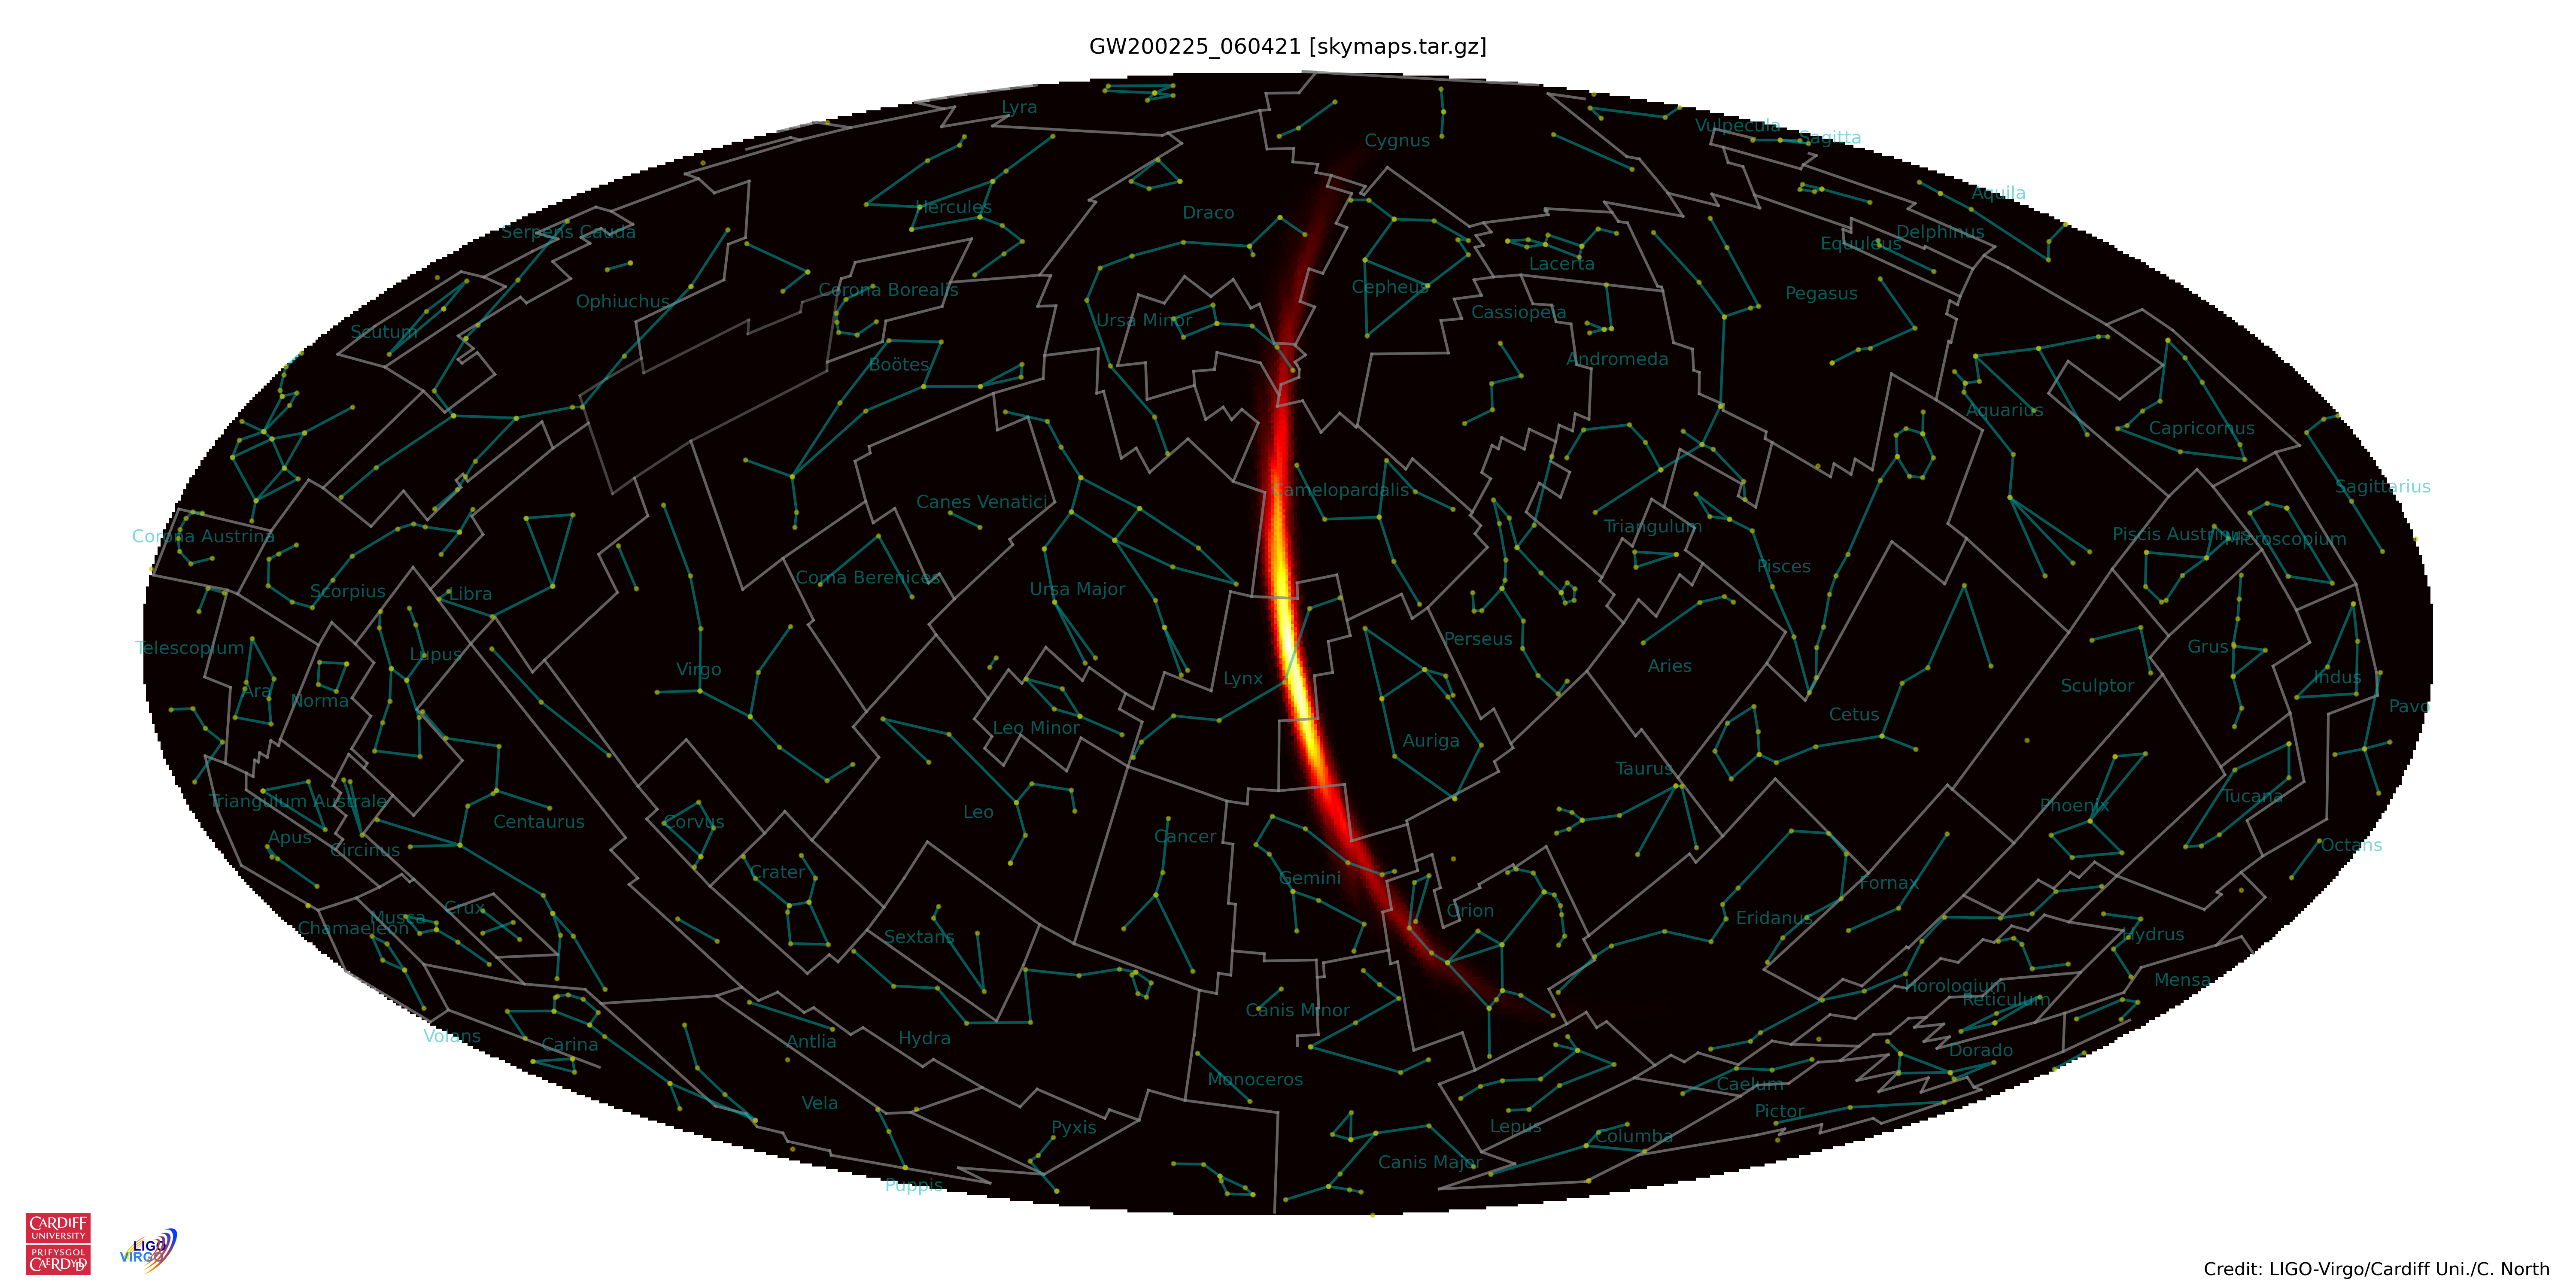 GW200225_060421 [skymaps.tar.gz]
Lyra
Vulpecula
Sagitta
Cygnus
Aquila
Hercules
Draco
Serpens Cauda
Delphinus
Equuleus
Lacerta
Ophiuchus
Corona Borealis
Cepheus
Pegasus
Cassiopeia
Ursa Minor
Scutum
Boötes
Andromeda
Aquarius
Capricornus
Sagittarius
Camelopardalis
Canes Venatici
Triangulum
Corona Austrina
Piscis Austrinus
Microscopium
Pisces
Coma Berenices
Ursa Major
Scorpius
Libra
Perseus
Telescopium
Lupus
Grus
Virgo
Aries
Lynx
Indus
Sculptor
Ara
Norma
Pavo
Cetus
Leo Minor
Auriga
Taurus
Tucana
Triangulum Australe
Phoenix
Leo
Centaurus
Corvus
Cancer
Apus
Circinus
Octans
Crater
Gemini
Fornax
Crux
Orion
Musca
Eridanus
Chamaeleon
Sextans
Hydrus
Mensa
Horologium
Reticulum
Canis Minor
Volans
Carina
Antlia
Hydra
Dorado
Monoceros
Caelum
Vela
Pictor
Pyxis
Lepus
Columba
Canis Major
Puppis
CARDIFF
UNIVERSITY
PRIFYSGOL
CAERDYDD
LIGO
VIRGO
Credit: LIGO-Virgo/Cardiff Uni./C. North